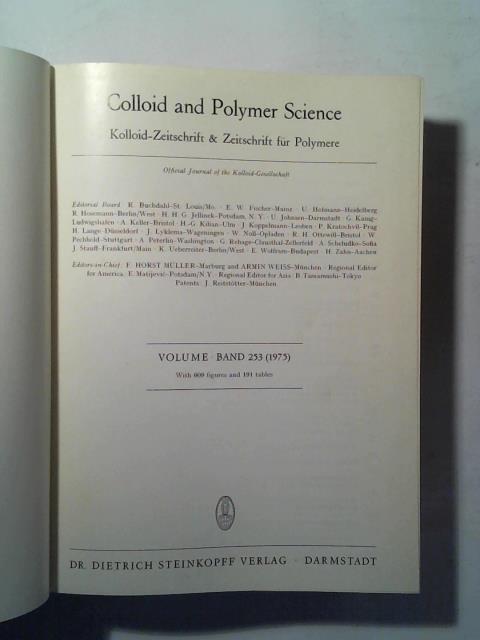 Colloid and Polymer Science
Kolloid-Zeitschrift & Zeitschrift für Polymere
Official Journal of the Kolloid-Gesellschaft
Editorial Board: R. Buchdahl-St. Louis/Mo. · E. W. Fischer-Mainz · U. Hofmann-Heidelberg
R. Hosemann-Berlin/West · H. H. G. Jellinek-Potsdam, N. Y. · U. Johnsen-Darmstadt · G. Kanig-
Ludwigshafen · A. Keller-Bristol · H.-G. Kilian-Ulm · J. Koppelmann-Leoben · P. Kratochvil-Prag
H. Lange-Düsseldorf · J. Lyklema-Wageningen · W. Noll-Opladen · R. H. Ottewill-Bristol · W.
Pechhold-Stuttgart · A. Peterlin-Washington · G. Rehage-Clausthal-Zellerfeld · A. Scheludko-Sofia
J. Stauff-Frankfurt/Main · K. Ueberreiter-Berlin/West · E. Wolfram-Budapest · H. Zahn-Aachen
Editors-in-Chief: F. HORST MÜLLER-Marburg and ARMIN WEISS-München · Regional Editor
for America: E. Matijević-Potsdam/N.Y. · Regional Editor for Asia: B. Tamamushi-Tokyo
Patents: J. Reitstötter-München
VOLUME · BAND 253 (1975)
With 809 figures and 191 tables
DR. DIETRICH STEINKOPFF VERLAG · DARMSTADT